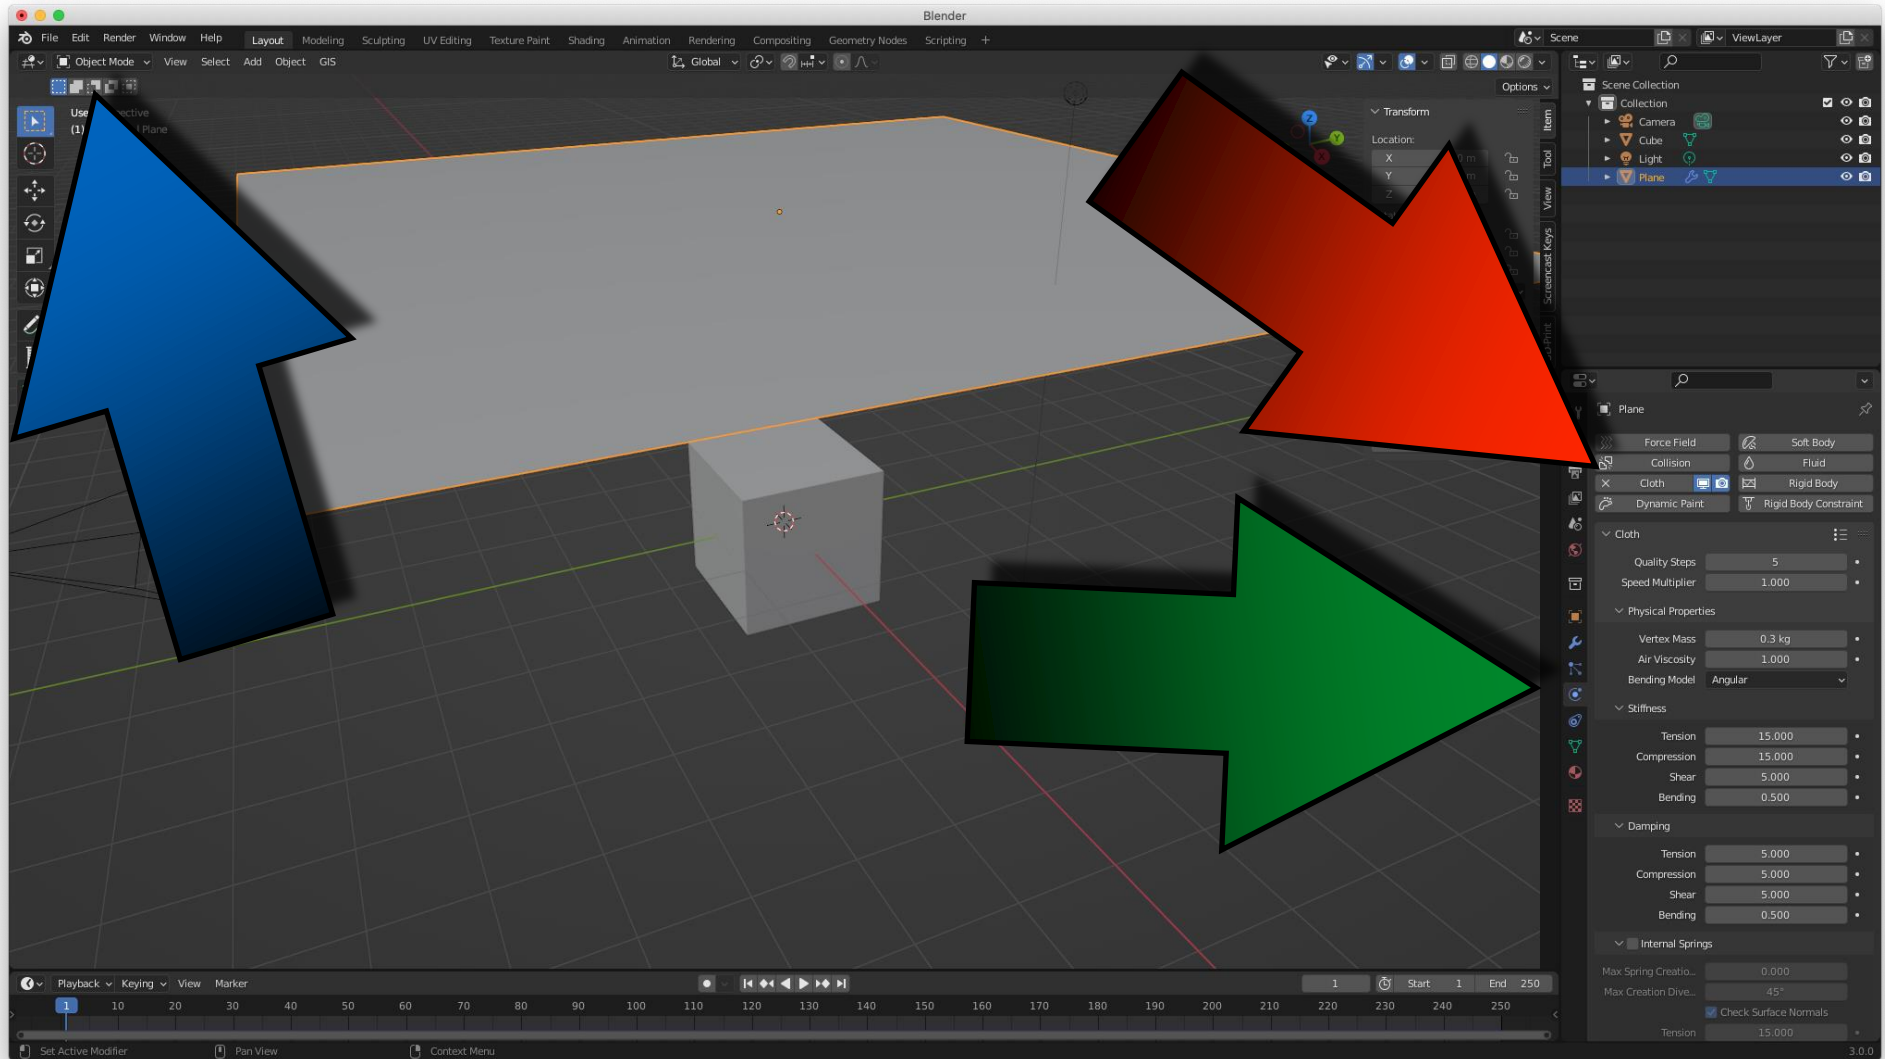 Blender
File Edit Render Window Help Layout Modeling Sculpting UV Editing Texture Paint Shading Animation Rendering Compositing Geometry Nodes Scripting + Scene ViewLayer
Object Mode View Select Add Object GIS Global
Options
(1) Plane
Transform
Location:
X
Y
Z
Z
Y
X
Item
Tool
View
Screencast Keys
Scene Collection
Collection
Camera
Cube
Light
Plane
Plane
Force Field Soft Body
Collision Fluid
Cloth Rigid Body
Dynamic Paint Rigid Body Constraint
Cloth
Quality Steps 5
Speed Multiplier 1.000
Physical Properties
Vertex Mass 0.3 kg
Air Viscosity 1.000
Bending Model Angular
Stiffness
Tension 15.000
Compression 15.000
Shear 5.000
Bending 0.500
Damping
Tension 5.000
Compression 5.000
Shear 5.000
Bending 0.500
Internal Springs
Max Spring Creatio... 0.000
Max Creation Dive... 45°
Check Surface Normals
Tension 15.000
Playback Keying View Marker 1 Start 1 End 250
1 10 20 30 40 50 60 70 80 90 100 110 120 130 140 150 160 170 180 190 200 210 220 230 240 250
Set Active Modifier Pan View Context Menu 3.0.0